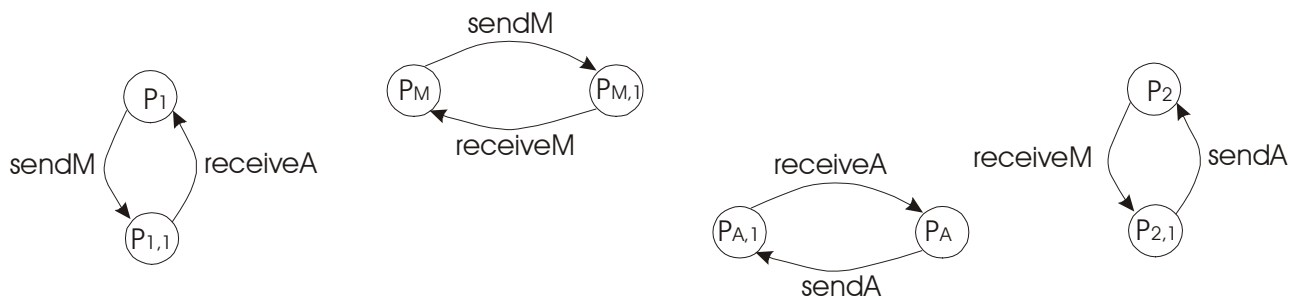 P1
sendM
receiveA
P1,1
sendM
PM
PM,1
receiveM
receiveA
PA,1
PA
sendA
P2
receiveM
sendA
P2,1